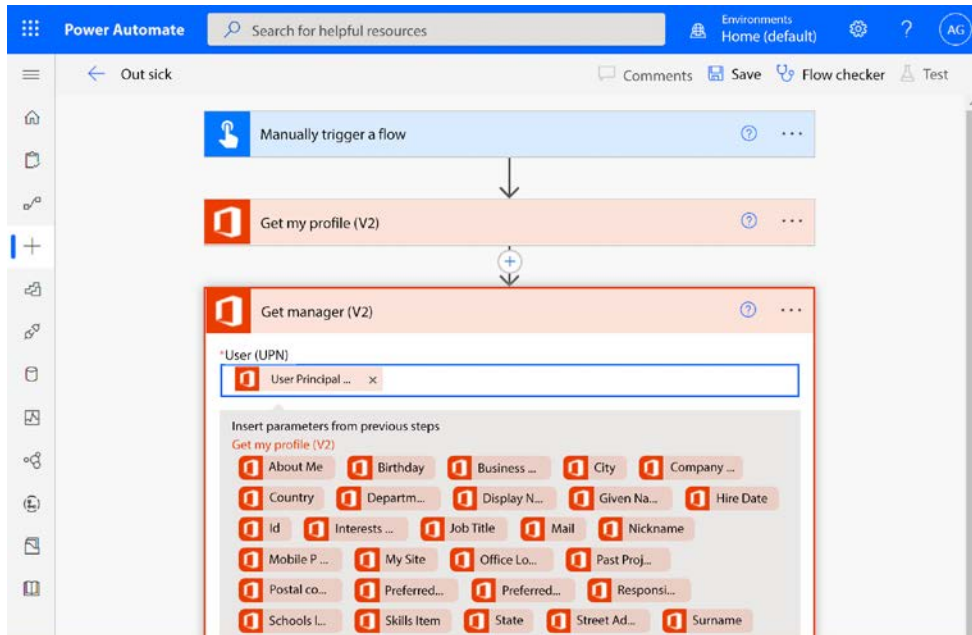 Power Automate
Search for helpful resources
Environments
Home (default)
?
AG
Out sick
Comments
Save
Flow checker
Test
Manually trigger a flow
?
...
Get my profile (V2)
?
...
+
Get manager (V2)
?
...
*User (UPN)
User Principal ... ×
Insert parameters from previous steps
Get my profile (V2)
About Me Birthday Business ... City Company ...
Country Departm... Display N... Given Na... Hire Date
Id Interests ... Job Title Mail Nickname
Mobile P ... My Site Office Lo... Past Proj...
Postal co... Preferred... Preferred... Responsi...
Schools I... Skills Item State Street Ad... Surname